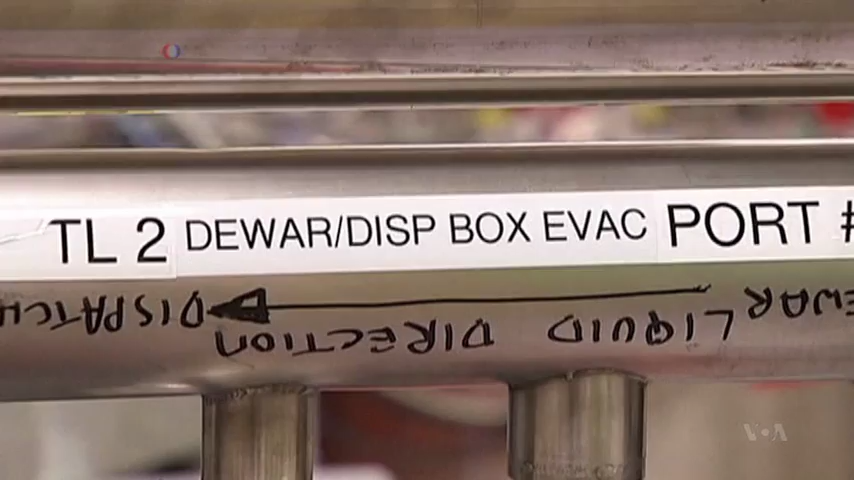 TL 2 DEWAR/DISP BOX EVAC PORT #
DEWAR
DISPATCH
LIQUID DIRECTION
VOA